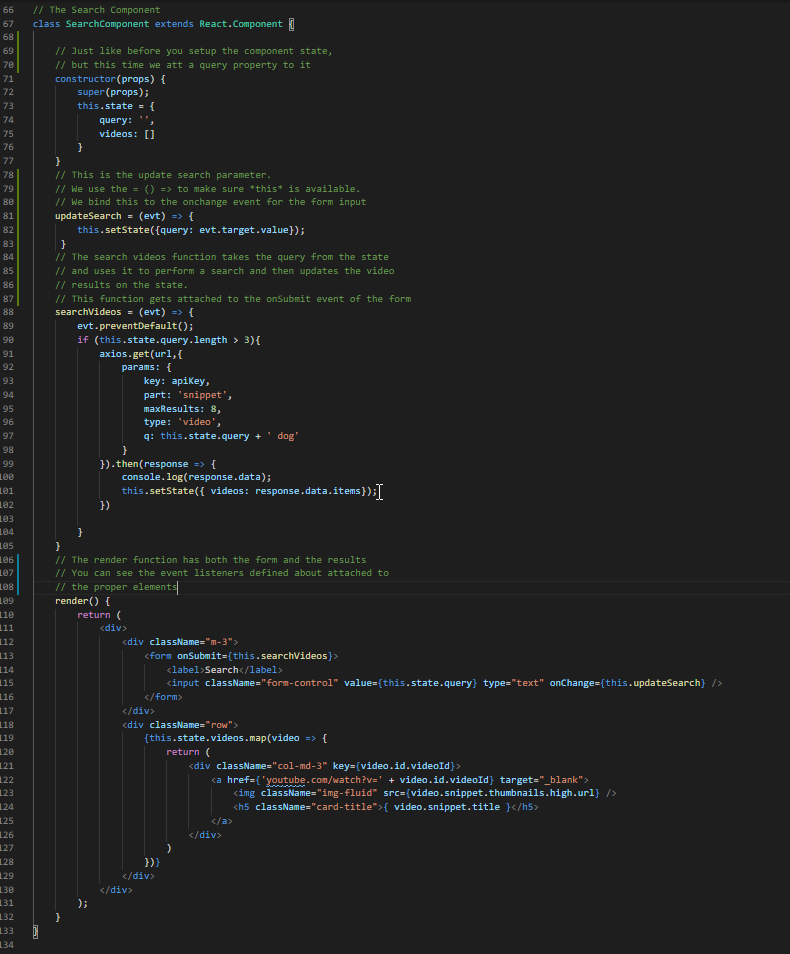 66 // The Search Component
67 class SearchComponent extends React.Component {
68
69     // Just like before you setup the component state,
70     // but this time we att a query property to it
71     constructor(props) {
72         super(props);
73         this.state = {
74             query: '',
75             videos: []
76         }
77     }
78     // This is the update search parameter.
79     // We use the = () => to make sure *this* is available.
80     // We bind this to the onchange event for the form input
81     updateSearch = (evt) => {
82         this.setState({query: evt.target.value});
83      }
84     // The search videos function takes the query from the state
85     // and uses it to perform a search and then updates the video
86     // results on the state.
87     // This function gets attached to the onSubmit event of the form
88     searchVideos = (evt) => {
89         evt.preventDefault();
90         if (this.state.query.length > 3){
91             axios.get(url,{
92                 params: {
93                     key: apiKey,
94                     part: 'snippet',
95                     maxResults: 8,
96                     type: 'video',
97                     q: this.state.query + ' dog'
98                 }
99             }).then(response => {
100                 console.log(response.data);
101                 this.setState({ videos: response.data.items});
102             })
103
104         }
105     }
106     // The render function has both the form and the results
107     // You can see the event listeners defined about attached to
108     // the proper elements
109     render() {
110         return (
111             <div>
112                 <div className="m-3">
113                     <form onSubmit={this.searchVideos}>
114                         <label>Search</label>
115                         <input className="form-control" value={this.state.query} type="text" onChange={this.updateSearch} />
116                     </form>
117                 </div>
118                 <div className="row">
119                     {this.state.videos.map(video => {
120                         return (
121                             <div className="col-md-3" key={video.id.videoId}>
122                                 <a href={'youtube.com/watch?v=' + video.id.videoId} target="_blank">
123                                     <img className="img-fluid" src={video.snippet.thumbnails.high.url} />
124                                     <h5 className="card-title">{ video.snippet.title }</h5>
125                                 </a>
126                             </div>
127                         )
128                     })}
129                 </div>
130             </div>
131         );
132     }
133 }
134